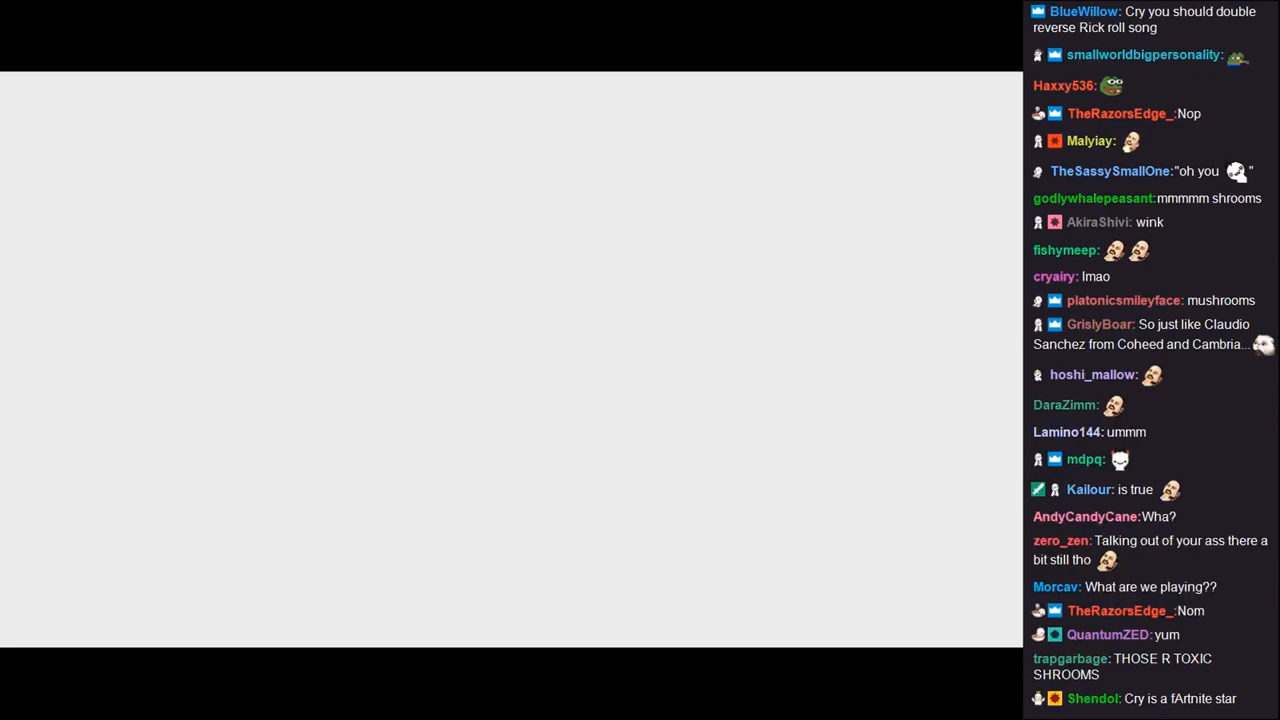 BlueWillow: Cry you should double
reverse Rick roll song
smallworldbigpersonality:
Haxxy536:
TheRazorsEdge_: Nop
Malyiay:
TheSassySmallOne: "oh you "
godlywhalepeasant: mmmmm shrooms
AkiraShivi: wink
fishymeep:
cryairy: lmao
platonicsmileyface: mushrooms
GrislyBoar: So just like Claudio
Sanchez from Coheed and Cambria...
hoshi_mallow:
DaraZimm:
Lamino144: ummm
mdpq:
Kailour: is true
AndyCandyCane: Wha?
zero_zen: Talking out of your ass there a
bit still tho
Morcav: What are we playing??
TheRazorsEdge_: Nom
QuantumZED: yum
trapgarbage: THOSE R TOXIC
SHROOMS
Shendol: Cry is a fArtnite star